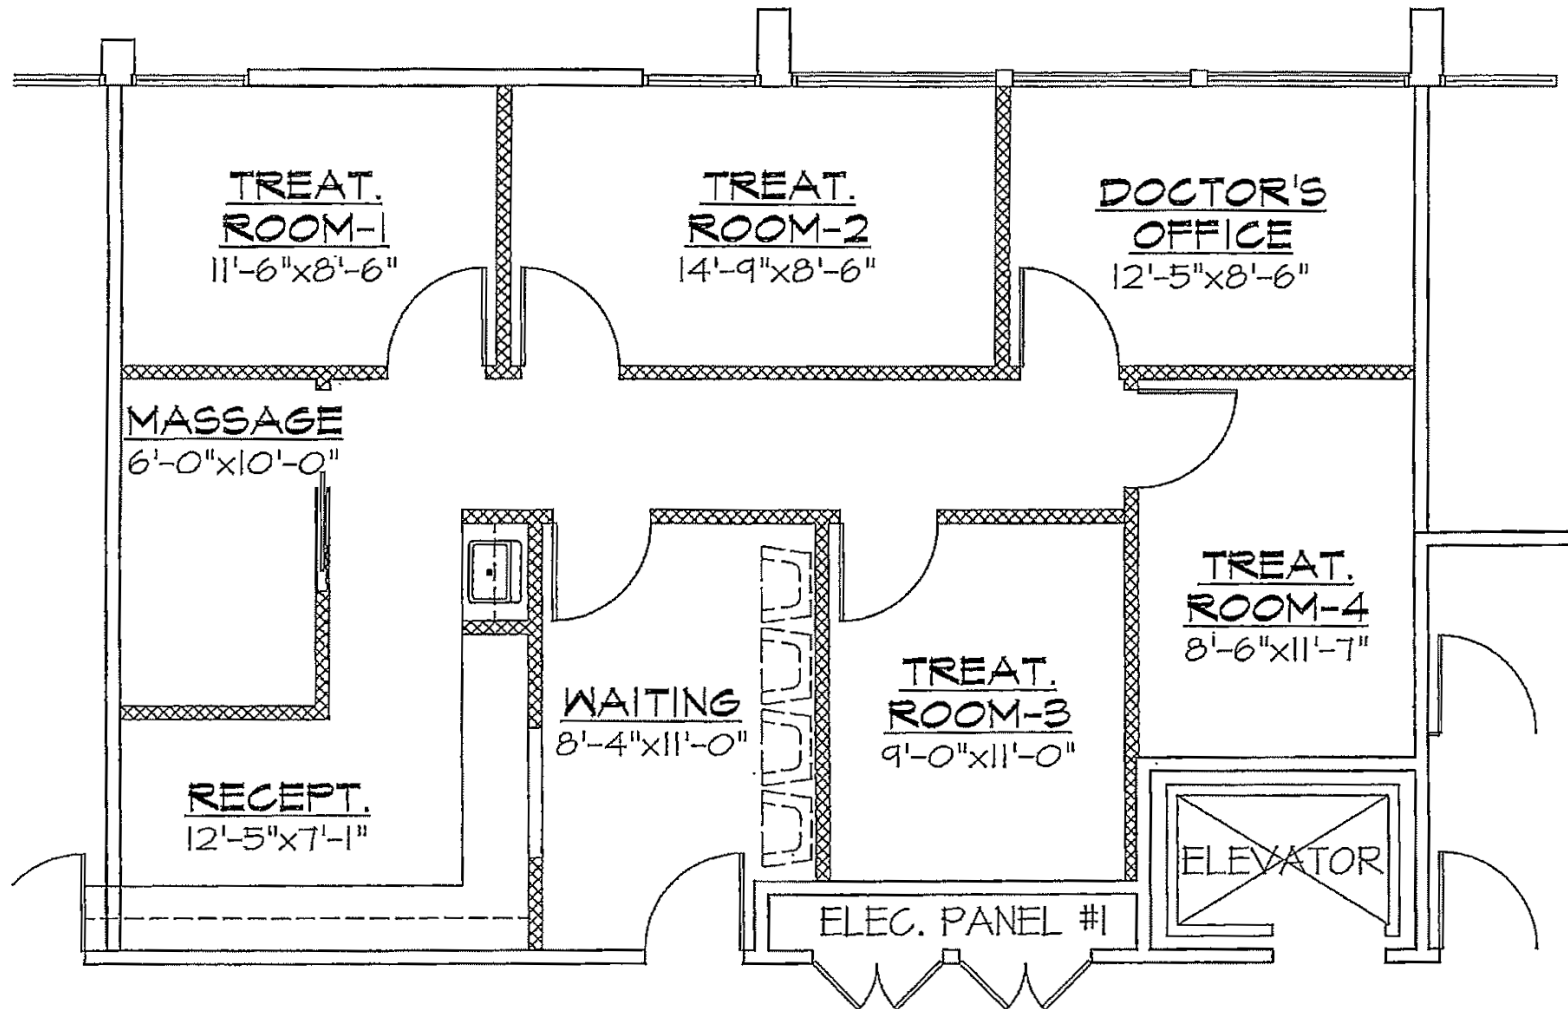 TREAT.
ROOM-1
11'-6"x8'-6"
TREAT.
ROOM-2
14'-9"x8'-6"
DOCTOR'S
OFFICE
12'-5"x8'-6"
MASSAGE
6'-0"x10'-0"
TREAT.
ROOM-4
8'-6"x11'-7"
WAITING
8'-4"x11'-0"
TREAT.
ROOM-3
9'-0"x11'-0"
RECEPT.
12'-5"x7'-1"
ELEVATOR
ELEC. PANEL #1